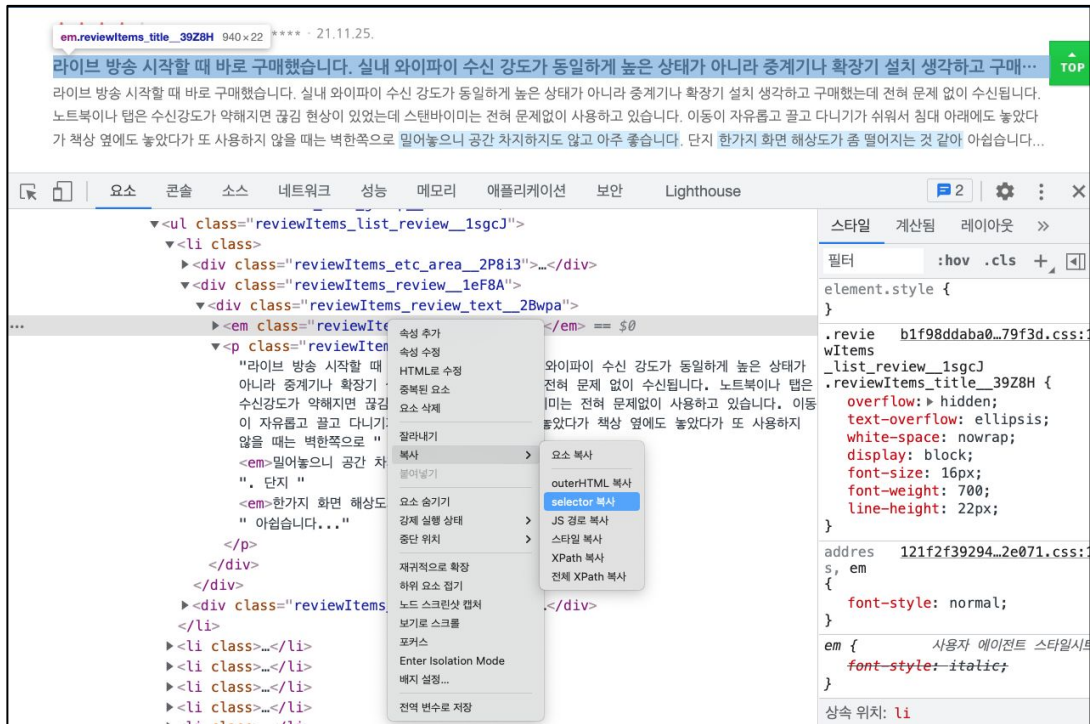 em.reviewItems_title__39Z8H 940×22 **** · 21.11.25.
라이브 방송 시작할 때 바로 구매했습니다. 실내 와이파이 수신 강도가 동일하게 높은 상태가 아니라 중계기나 확장기 설치 생각하고 구매…
TOP
라이브 방송 시작할 때 바로 구매했습니다. 실내 와이파이 수신 강도가 동일하게 높은 상태가 아니라 중계기나 확장기 설치 생각하고 구매했는데 전혀 문제 없이 수신됩니다.
노트북이나 탭은 수신강도가 약해지면 끊김 현상이 있었는데 스탠바이미는 전혀 문제없이 사용하고 있습니다. 이동이 자유롭고 끌고 다니기가 쉬워서 침대 아래에도 놓았다
가 책상 옆에도 놓았다가 또 사용하지 않을 때는 벽한쪽으로 밀어놓으니 공간 차지하지도 않고 아주 좋습니다. 단지 한가지 화면 해상도가 좀 떨어지는 것 같아 아쉽습니다...
요소 콘솔 소스 네트워크 성능 메모리 애플리케이션 보안 Lighthouse 2
▼<ul class="reviewItems_list_review__1sgcJ">
▼<li class>
▶<div class="reviewItems_etc_area__2P8i3">…</div>
▼<div class="reviewItems_review__1eF8A">
▼<div class="reviewItems_review_text__2Bwpa">
▶<em class="reviewIte </em> == $0
▼<p class="reviewItem
"라이브 방송 시작할 때 와이파이 수신 강도가 동일하게 높은 상태가
아니라 중계기나 확장기 전혀 문제 없이 수신됩니다. 노트북이나 탭은
수신강도가 약해지면 끊김 미는 전혀 문제없이 사용하고 있습니다. 이동
이 자유롭고 끌고 다니기 놓았다가 책상 옆에도 놓았다가 또 사용하지
않을 때는 벽한쪽으로 "
<em>밀어놓으니 공간 차
". 단지 "
<em>한가지 화면 해상도
" 아쉽습니다..."
</p>
</div>
</div>
▶<div class="reviewItems_ …</div>
</li>
▶<li class>…</li>
▶<li class>…</li>
▶<li class>…</li>
▶<li class>…</li>
속성 추가
속성 수정
HTML로 수정
중복된 요소
요소 삭제
잘라내기
복사
붙여넣기
요소 숨기기
강제 실행 상태
중단 위치
재귀적으로 확장
하위 요소 접기
노드 스크린샷 캡처
보기로 스크롤
포커스
Enter Isolation Mode
배지 설정...
전역 변수로 저장
요소 복사
outerHTML 복사
selector 복사
JS 경로 복사
스타일 복사
XPath 복사
전체 XPath 복사
스타일 계산됨 레이아웃
필터 :hov .cls
element.style {
}
.revie b1f98ddaba0…79f3d.css:1
wItems
_list_review__1sgcJ
.reviewItems_title__39Z8H {
overflow: ▶ hidden;
text-overflow: ellipsis;
white-space: nowrap;
display: block;
font-size: 16px;
font-weight: 700;
line-height: 22px;
}
addres 121f2f39294…2e071.css:1
s, em
{
font-style: normal;
}
em { 사용자 에이전트 스타일시트
font-style: italic;
}
상속 위치: li